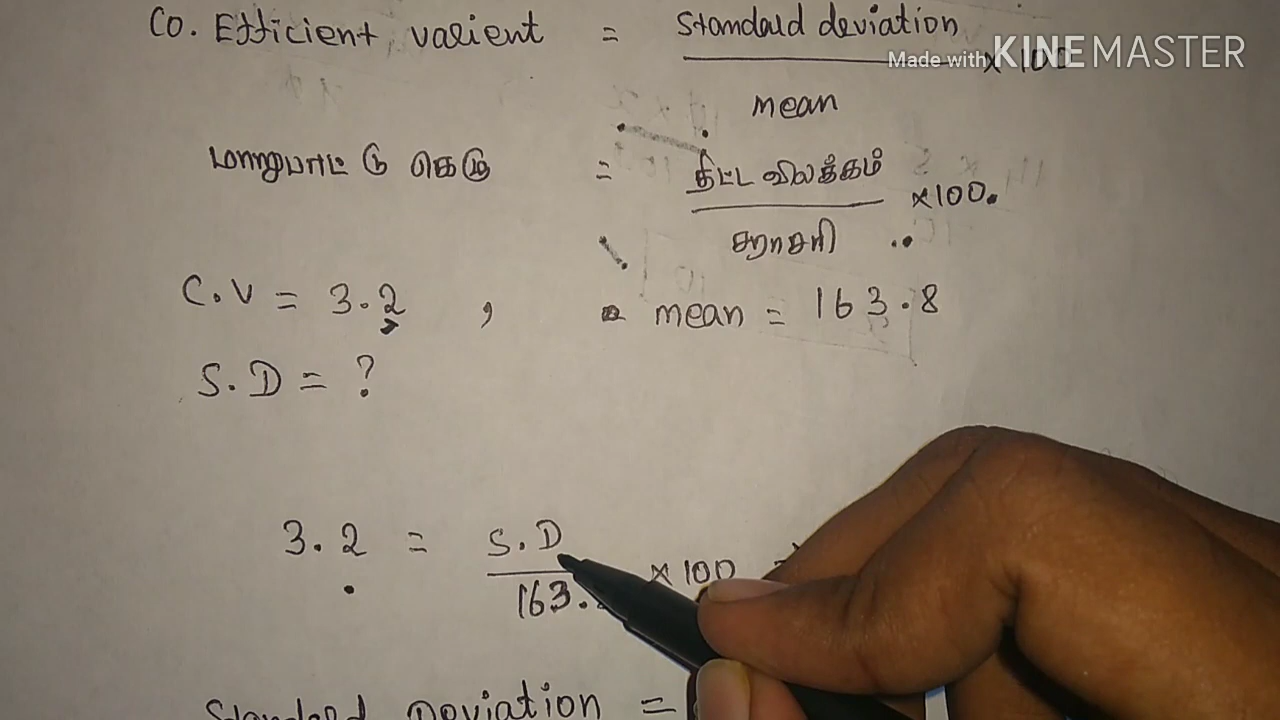 Co. Efficient varient = Standard deviation
Made with KINEMASTER
x 100
mean
மாறுபாட்டு கெழு = திட்ட விலக்கம்
x100.
சராசரி
C.V = 3.2 , mean = 163.8
S.D = ?
3.2 = S.D
x 100
163.
Standard Deviation =